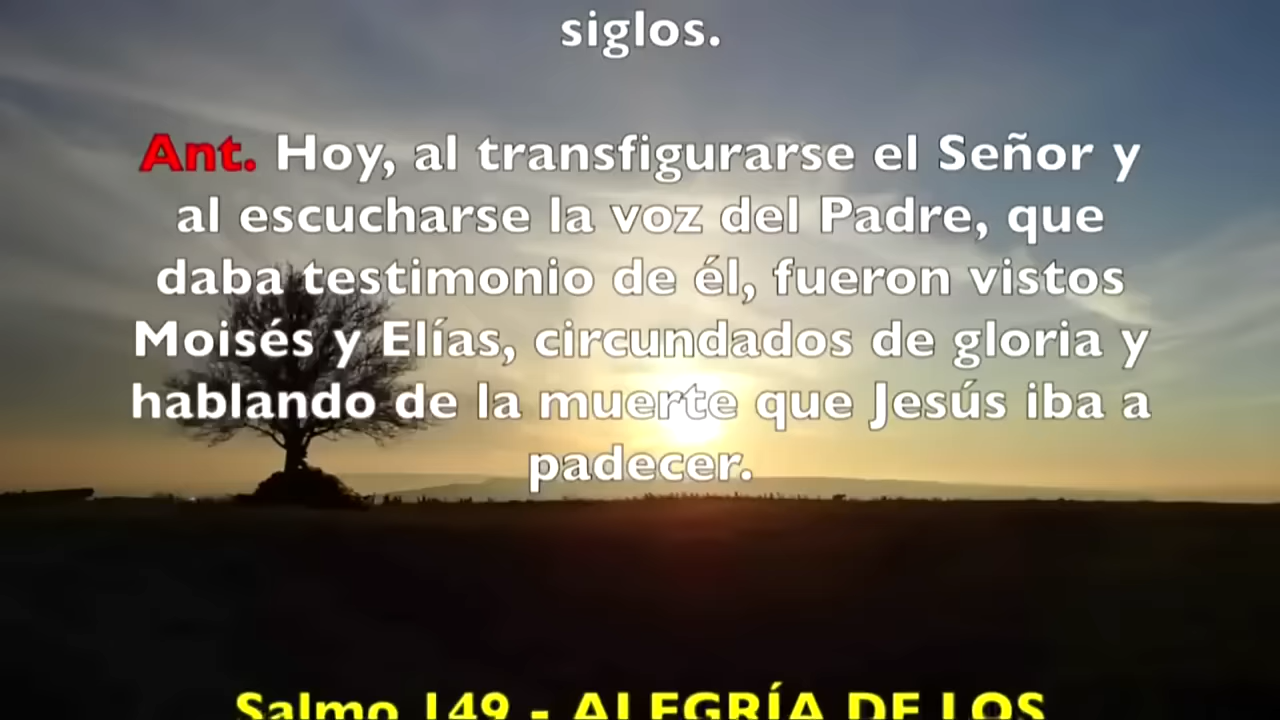 siglos.
Ant. Hoy, al transfigurarse el Señor y
al escucharse la voz del Padre, que
daba testimonio de él, fueron vistos
Moisés y Elías, circundados de gloria y
hablando de la muerte que Jesús iba a
padecer.
Salmo 149 - ALEGRÍA DE LOS